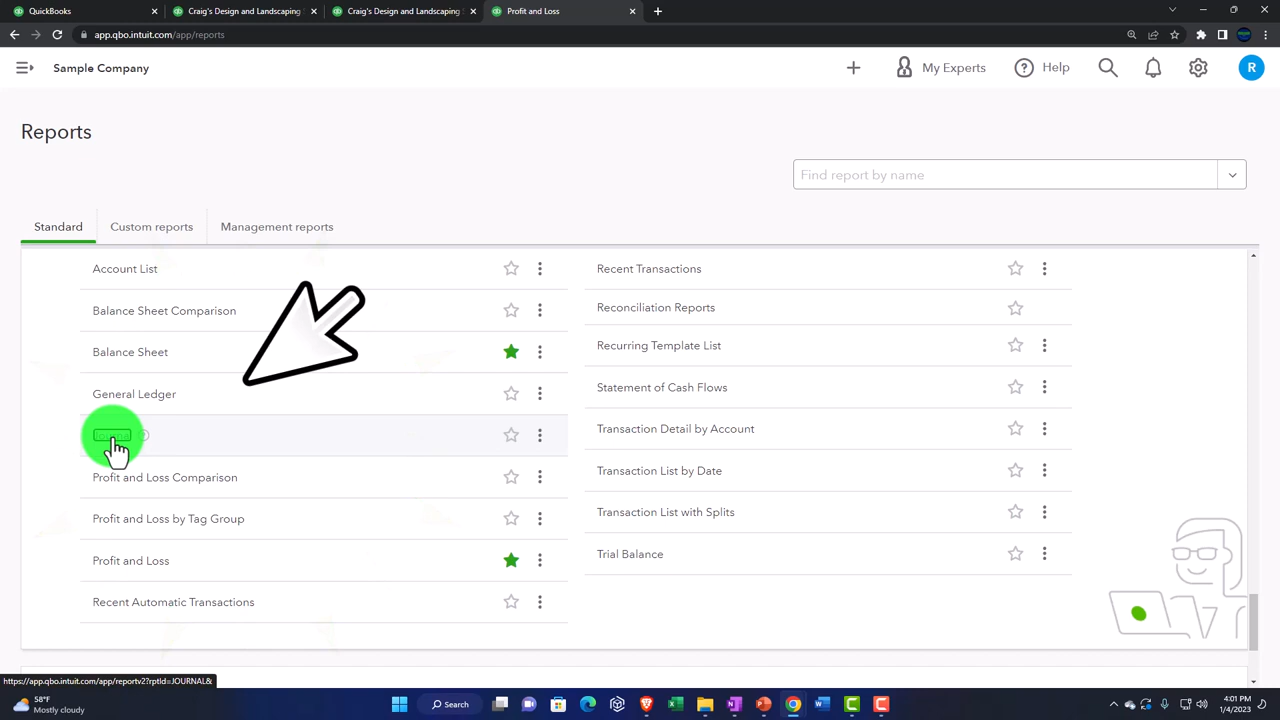 QuickBooks
Craig's Design and Landscaping
Craig's Design and Landscaping
Profit and Loss
app.qbo.intuit.com/app/reports
Sample Company
My Experts
Help
R
Reports
Find report by name
Standard
Custom reports
Management reports
Account List
Balance Sheet Comparison
Balance Sheet
General Ledger
Profit and Loss Comparison
Profit and Loss by Tag Group
Profit and Loss
Recent Automatic Transactions
Recent Transactions
Reconciliation Reports
Recurring Template List
Statement of Cash Flows
Transaction Detail by Account
Transaction List by Date
Transaction List with Splits
Trial Balance
https://app.qbo.intuit.com/app/reportv2?rptId=JOURNAL&
58°F
Mostly cloudy
Search
4:01 PM
1/4/2023